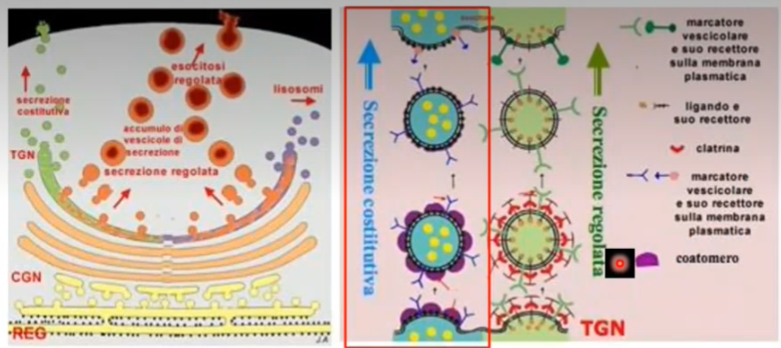 esocitosi
regolata
lisosomi
secrezione
costitutiva
accumulo di
vescicole di
secrezione
TGN
secrezione regolata
CGN
REG
J.A
Secrezione costitutiva
Secrezione regolata
TGN
marcatore
vescicolare
e suo recettore
sulla membrana
plasmatica
ligando e
suo recettore
clatrina
marcatore
vescicolare
e suo recettore
sulla membrana
plasmatica
coatomero